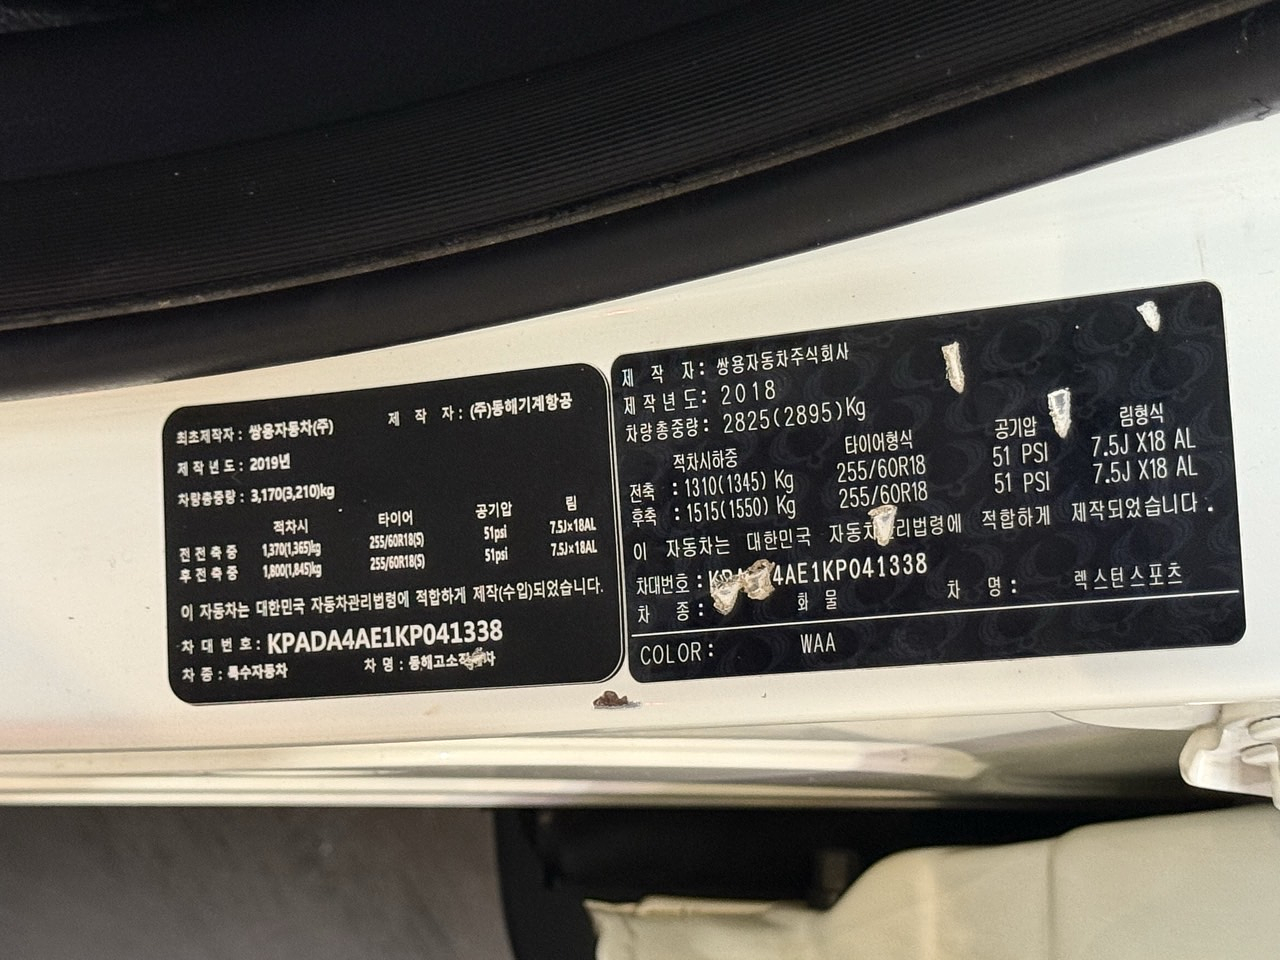 최초제작자 : 쌍용자동차(주) 제 작 자 : (주)동해기계항공
제 작 년 도 : 2019년
차량총중량 : 3,170(3,210)kg
적차시 타이어 공기압 림
전 전 축 중 1,370(1,365)kg 255/60R18(S) 51psi 7.5J×18AL
후 전 축 중 1,800(1,845)kg 255/60R18(S) 51psi 7.5J×18AL
이 자동차는 대한민국 자동차관리법령에 적합하게 제작(수입)되었습니다.
차 대 번 호 : KPADA4AE1KP041338
차 종 : 특수자동차 차 명 : 동해고소
제 작 자 : 쌍용자동차주식회사
제 작 년 도 : 2018
차량총중량 : 2825(2895)Kg
적차시하중 타이어형식 공기압 림형식
전축 : 1310(1345) Kg 255/60R18 51 PSI 7.5J X18 AL
후축 : 1515(1550) Kg 255/60R18 51 PSI 7.5J X18 AL
이 자동차는 대한민국 자동차관리법령에 적합하게 제작되었습니다.
차대번호 : 4AE1KP041338
차 종 : 화 물 차 명 : 렉스턴스포츠
COLOR : WAA